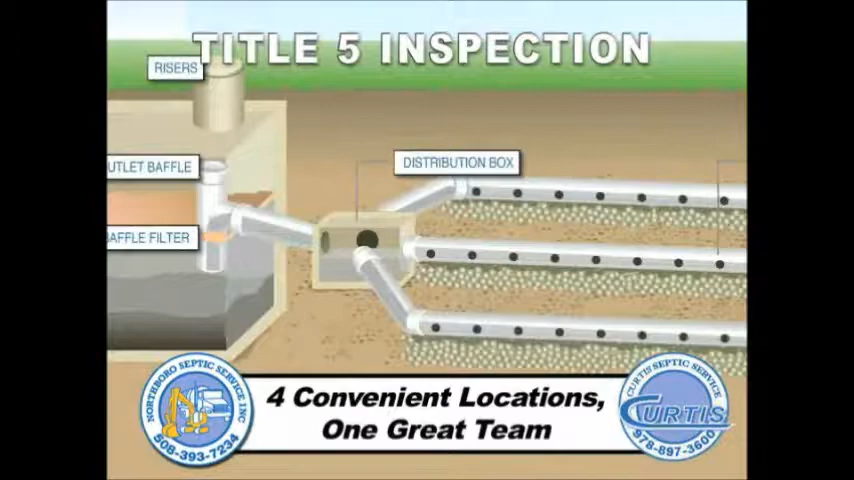 TITLE 5 INSPECTION
RISERS
DISTRIBUTION BOX
UTLET BAFFLE
BAFFLE FILTER
4 Convenient Locations,
One Great Team
NORTHBORO SEPTIC SERVICE INC
508-393-7234
CURTIS SEPTIC SERVICE
CURTIS
978-897-3600